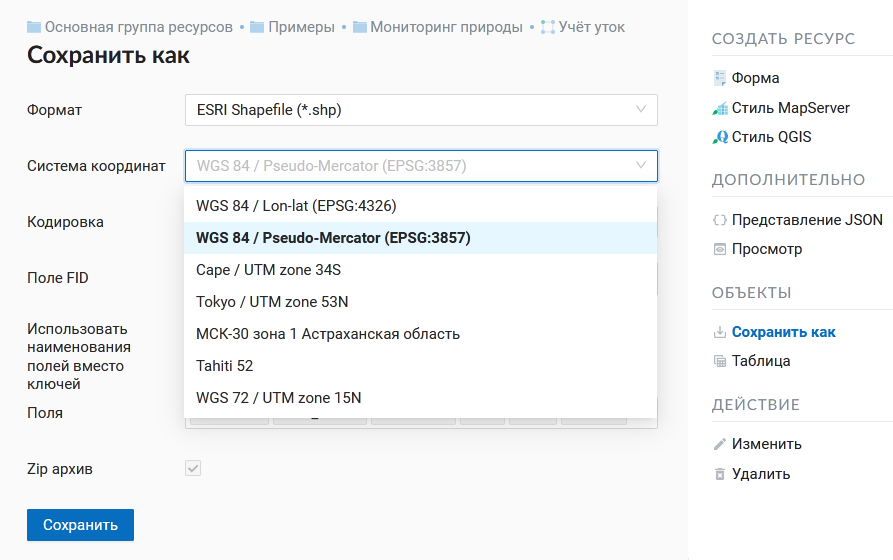 Основная группа ресурсов • Примеры • Мониторинг природы • Учёт уток
Сохранить как
Формат
ESRI Shapefile (*.shp)
Система координат
WGS 84 / Pseudo-Mercator (EPSG:3857)
WGS 84 / Lon-lat (EPSG:4326)
WGS 84 / Pseudo-Mercator (EPSG:3857)
Cape / UTM zone 34S
Tokyo / UTM zone 53N
МСК-30 зона 1 Астраханская область
Tahiti 52
WGS 72 / UTM zone 15N
Кодировка
Поле FID
Использовать
наименования
полей вместо
ключей
Поля
Zip архив
Сохранить
СОЗДАТЬ РЕСУРС
Форма
Стиль MapServer
Стиль QGIS
ДОПОЛНИТЕЛЬНО
Представление JSON
Просмотр
ОБЪЕКТЫ
Сохранить как
Таблица
ДЕЙСТВИЕ
Изменить
Удалить